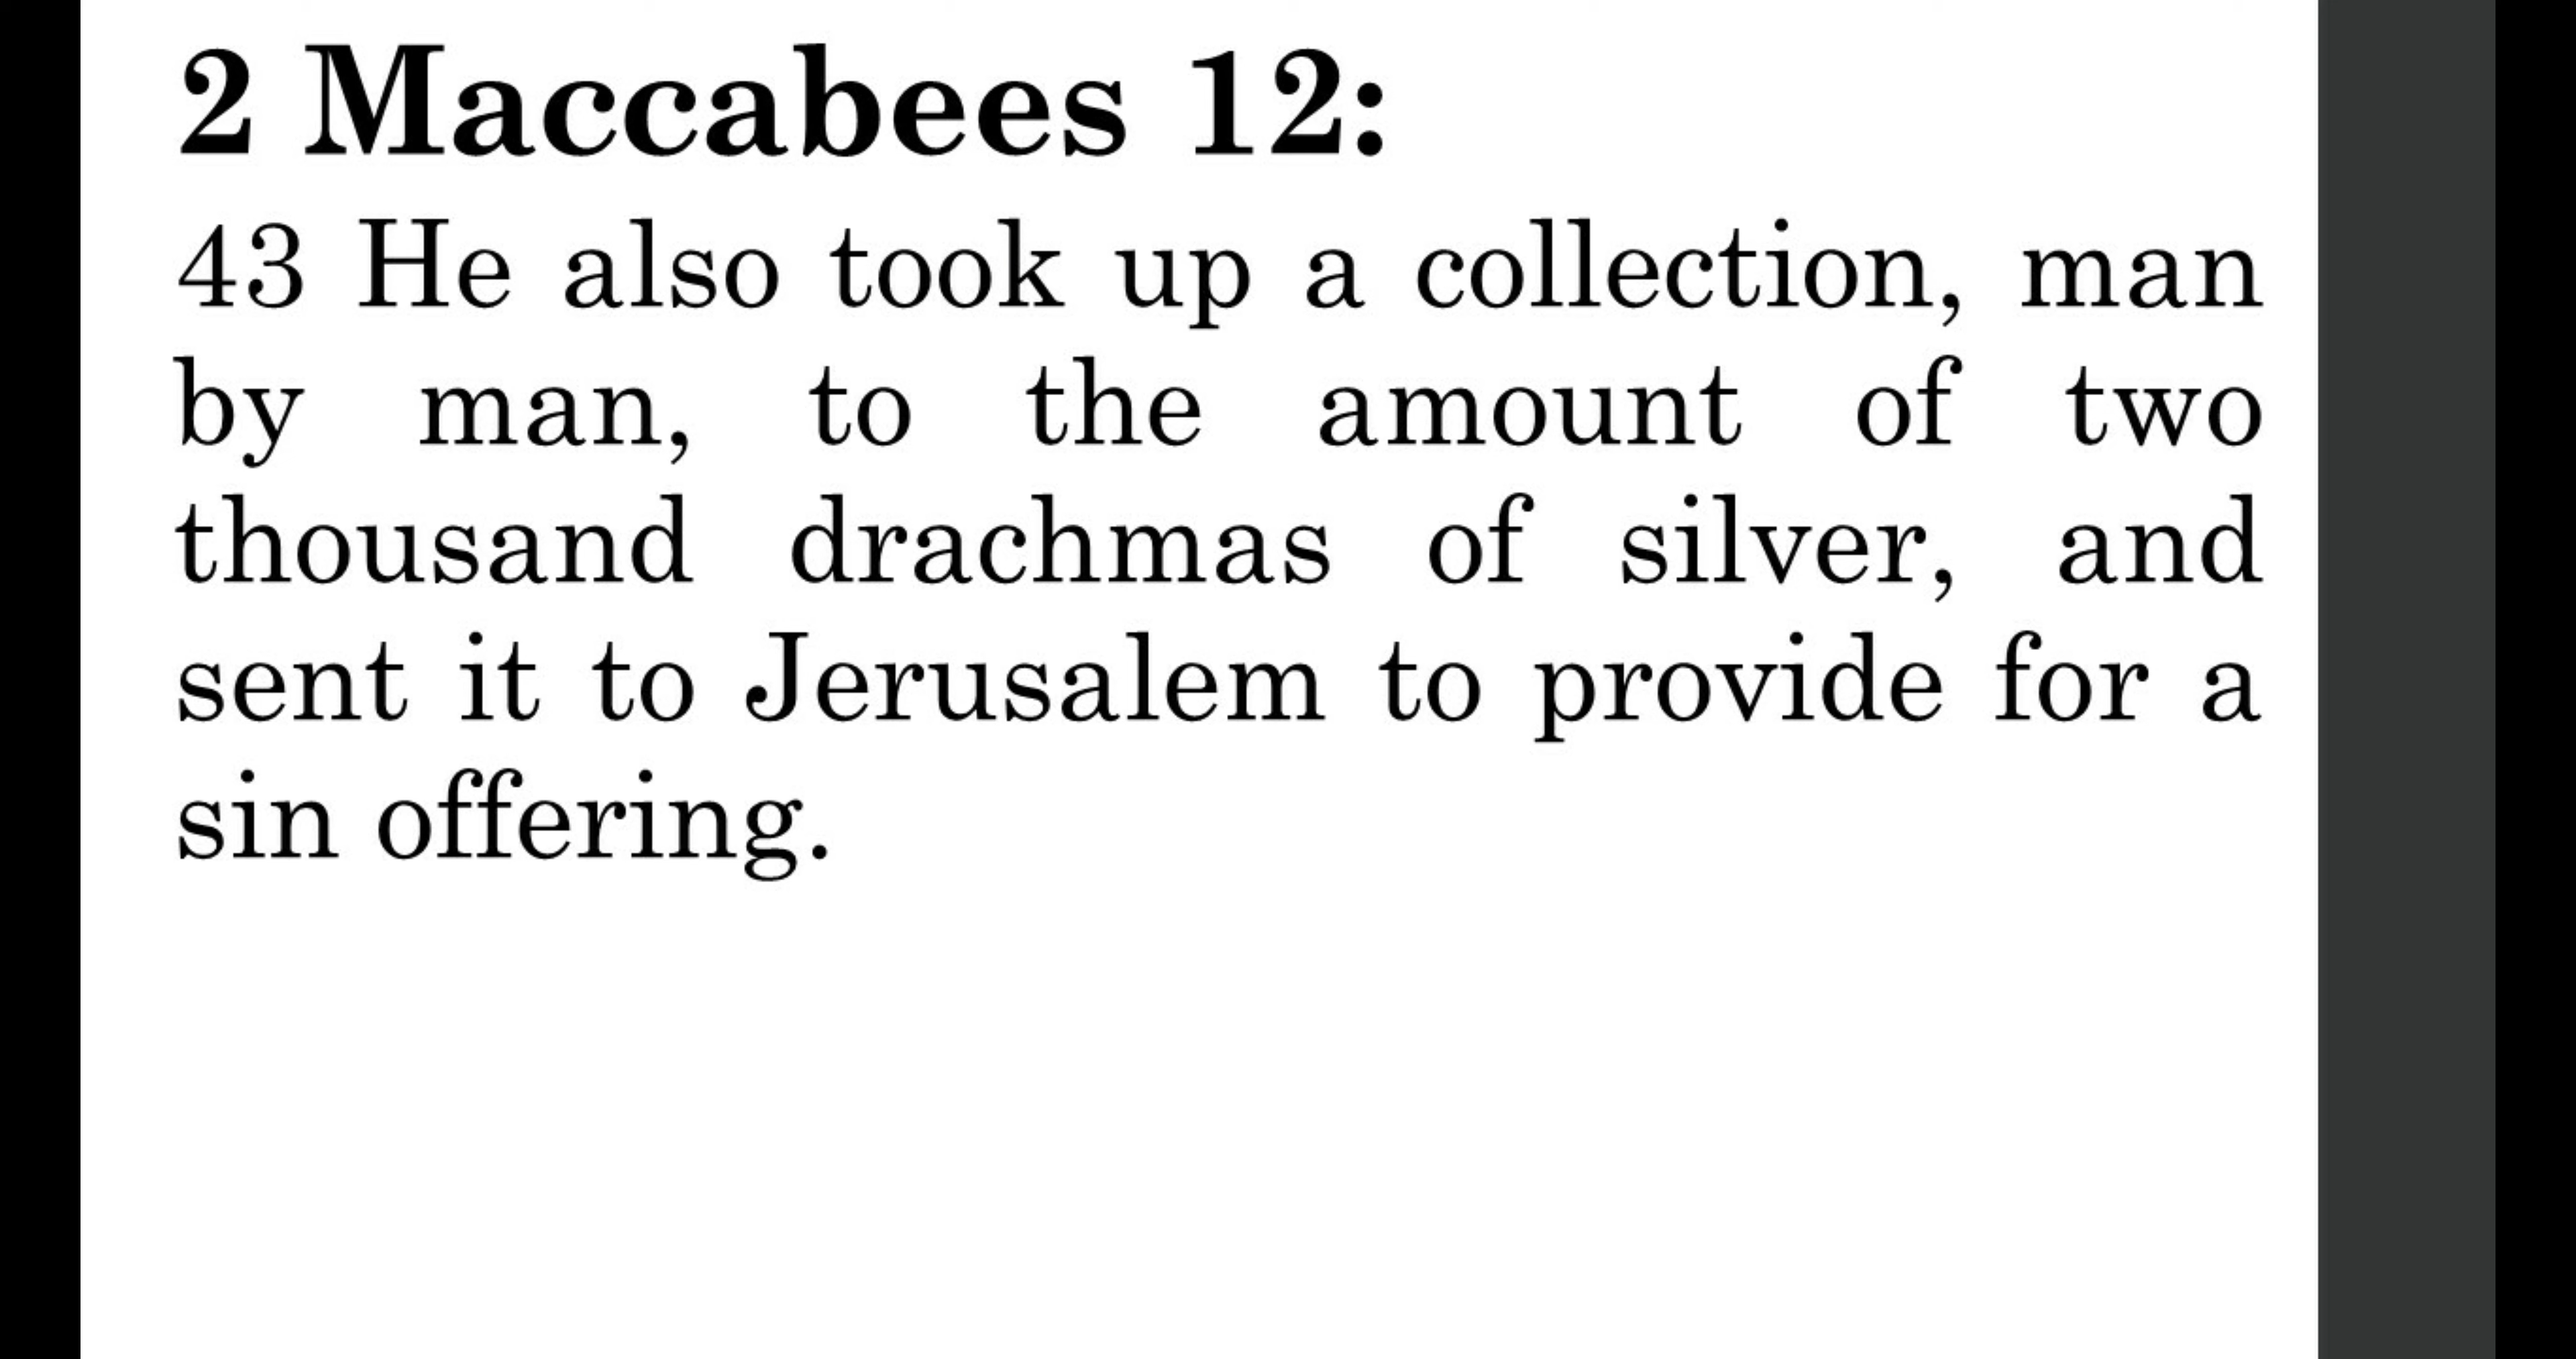 2 Maccabees 12:
43 He also took up a collection, man
by man, to the amount of two
thousand drachmas of silver, and
sent it to Jerusalem to provide for a
sin offering.